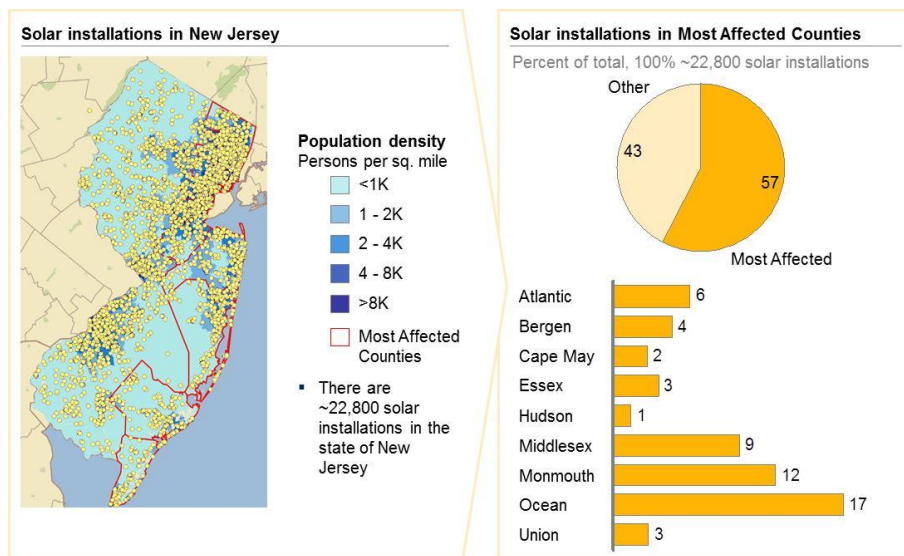 Solar installations in New Jersey
Population density
Persons per sq. mile
<1K
1 - 2K
2 - 4K
4 - 8K
>8K
Most Affected
Counties
▪ There are
~22,800 solar
installations in the
state of New
Jersey
Solar installations in Most Affected Counties
Percent of total, 100% ~22,800 solar installations
Other
43
57
Most Affected
Atlantic 6
Bergen 4
Cape May 2
Essex 3
Hudson 1
Middlesex 9
Monmouth 12
Ocean 17
Union 3